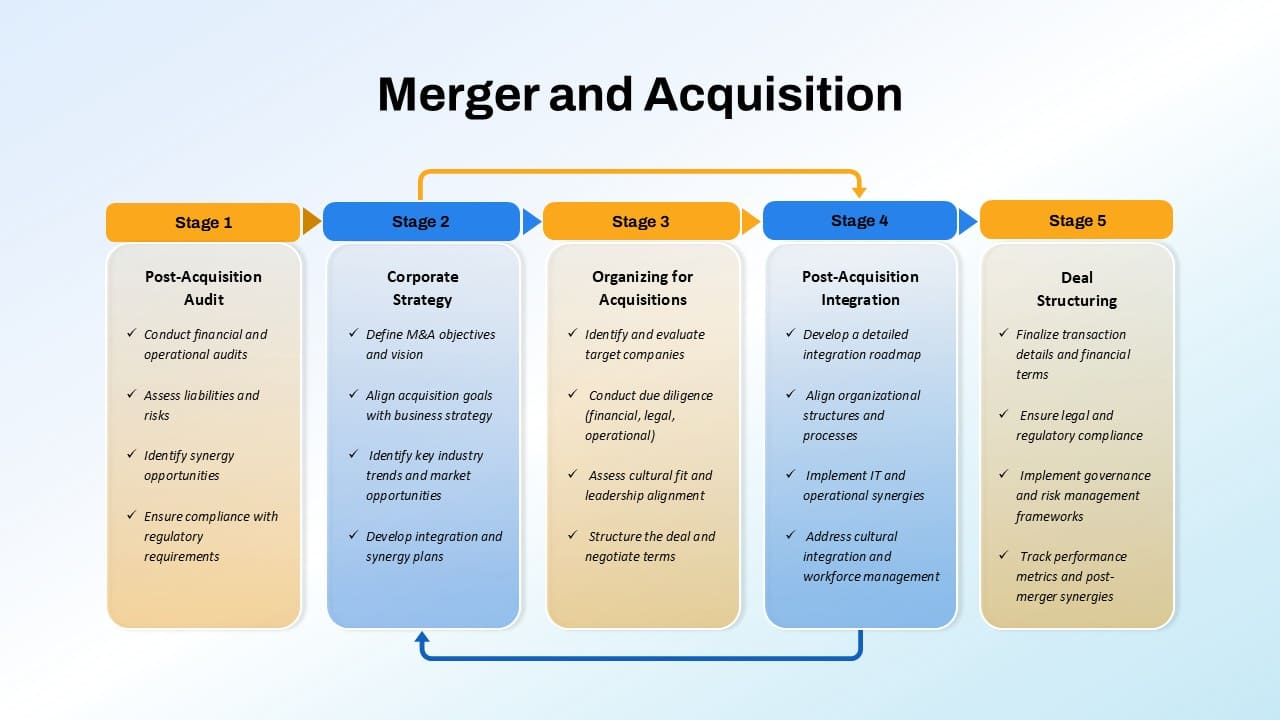 Merger and Acquisition
Stage 1
Stage 2
Stage 3
Stage 4
Stage 5
Post-Acquisition
Audit
Conduct financial and
operational audits
Assess liabilities and
risks
Identify synergy
opportunities
Ensure compliance with
regulatory
requirements
Corporate
Strategy
Define M&A objectives
and vision
Align acquisition goals
with business strategy
Identify key industry
trends and market
opportunities
Develop integration and
synergy plans
Organizing for
Acquisitions
Identify and evaluate
target companies
Conduct due diligence
(financial, legal,
operational)
Assess cultural fit and
leadership alignment
Structure the deal and
negotiate terms
Post-Acquisition
Integration
Develop a detailed
integration roadmap
Align organizational
structures and
processes
Implement IT and
operational synergies
Address cultural
integration and
workforce management
Deal
Structuring
Finalize transaction
details and financial
terms
Ensure legal and
regulatory compliance
Implement governance
and risk management
frameworks
Track performance
metrics and post-
merger synergies